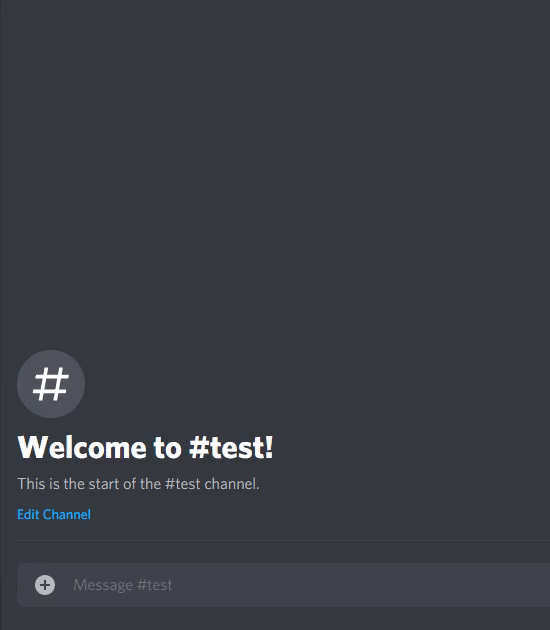 #
Welcome to #test!
This is the start of the #test channel.
Edit Channel
Message #test